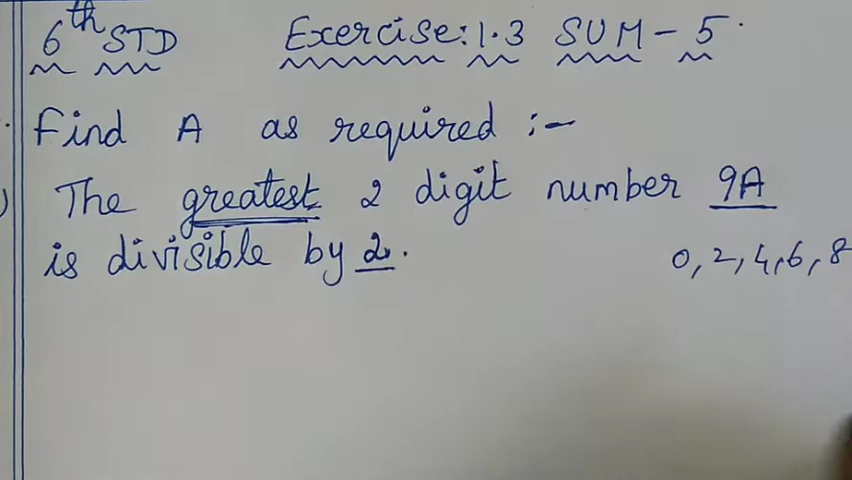 6th STD Exercise: 1.3 SUM - 5.
Find A as required :-
) The greatest 2 digit number 9A
is divisible by 2.
0, 2, 4, 6, 8